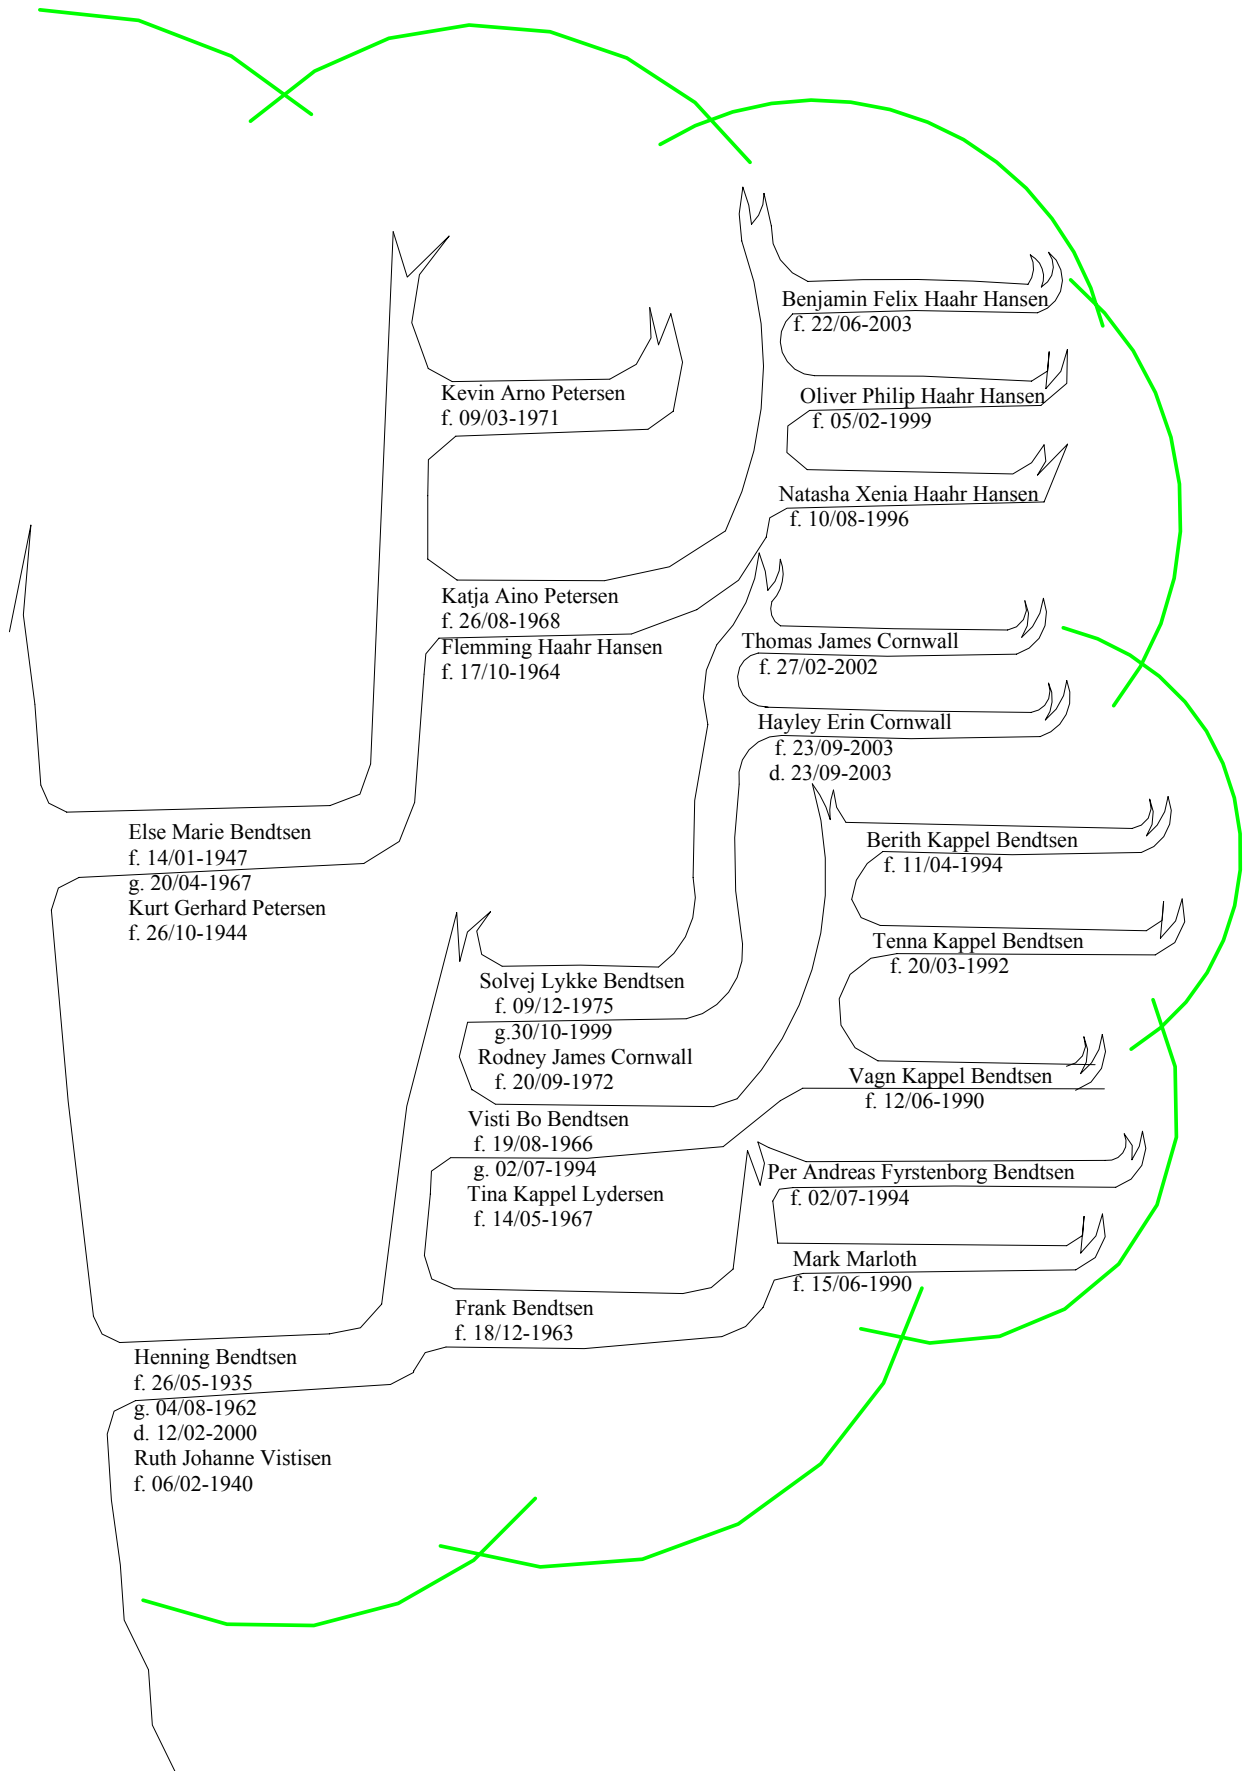 Benjamin Felix Haahr Hansen
f. 22/06-2003
Kevin Arno Petersen
f. 09/03-1971
Oliver Philip Haahr Hansen
f. 05/02-1999
Natasha Xenia Haahr Hansen
f. 10/08-1996
Katja Aino Petersen
f. 26/08-1968
Flemming Haahr Hansen
f. 17/10-1964
Thomas James Cornwall
f. 27/02-2002
Hayley Erin Cornwall
f. 23/09-2003
d. 23/09-2003
Else Marie Bendtsen
f. 14/01-1947
g. 20/04-1967
Kurt Gerhard Petersen
f. 26/10-1944
Berith Kappel Bendtsen
f. 11/04-1994
Tenna Kappel Bendtsen
f. 20/03-1992
Solvej Lykke Bendtsen
f. 09/12-1975
g.30/10-1999
Rodney James Cornwall
f. 20/09-1972
Vagn Kappel Bendtsen
f. 12/06-1990
Visti Bo Bendtsen
f. 19/08-1966
g. 02/07-1994
Tina Kappel Lydersen
f. 14/05-1967
Per Andreas Fyrstenborg Bendtsen
f. 02/07-1994
Mark Marloth
f. 15/06-1990
Frank Bendtsen
f. 18/12-1963
Henning Bendtsen
f. 26/05-1935
g. 04/08-1962
d. 12/02-2000
Ruth Johanne Vistisen
f. 06/02-1940